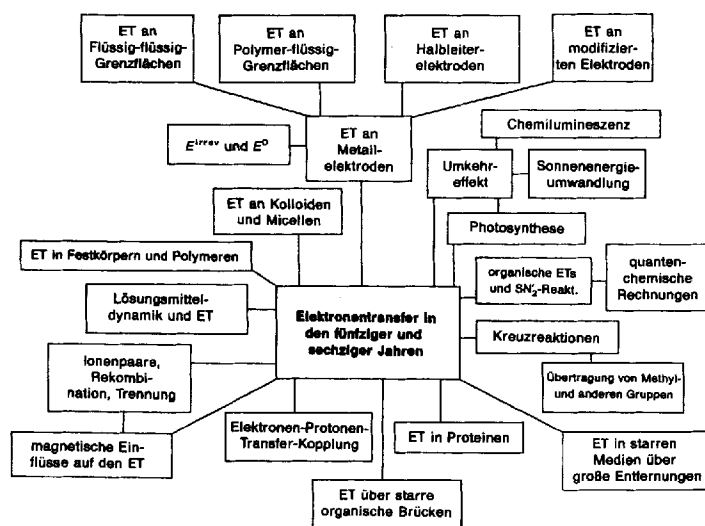 ET an
Flüssig-flüssig-
Grenzflächen
ET an
Polymer-flüssig-
Grenzflächen
ET an
Halbleiter-
elektroden
ET an
modifizier-
ten Elektroden
E^irrev und E^0
ET an
Metall-
elektroden
Chemilumineszenz
Umkehr-
effekt
Sonnenenergie-
umwandlung
ET an Kolloiden
und Micellen
Photosynthese
ET in Festkörpern und Polymeren
organische ETs
und SN'2-Reakt.
quanten-
chemische
Rechnungen
Lösungsmittel-
dynamik und ET
Elektronentransfer in
den fünfziger und
sechziger Jahren
Kreuzreaktionen
Ionenpaare,
Rekombi-
nation, Trennung
Übertragung von Methyl-
und anderen Gruppen
magnetische Ein-
flüsse auf den ET
Elektronen-Protonen-
Transfer-Kopplung
ET in Proteinen
ET in starren
Medien über
große Entfernungen
ET über starre
organische Brücken